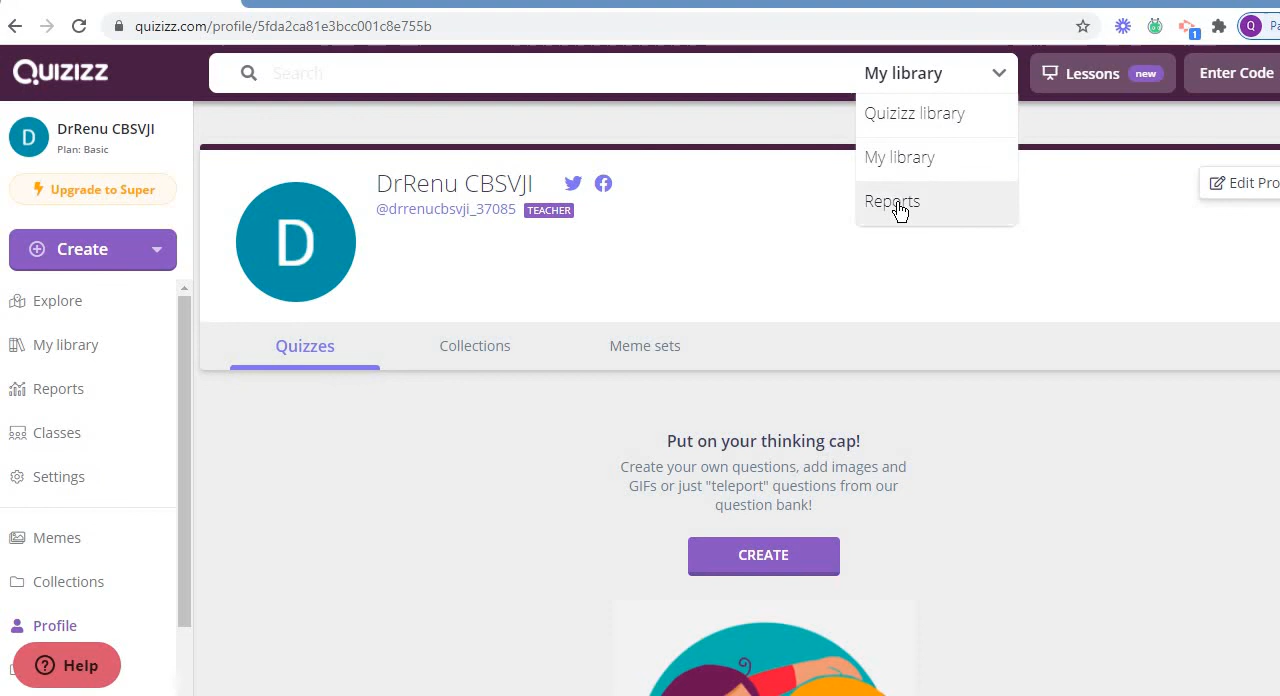 quizizz.com/profile/5fda2ca81e3bcc001c8e755b
1
Q
Pa
QUIZIZZ
Search
My library
Lessons new
Enter Code
D
DrRenu CBSVJI
Plan: Basic
Upgrade to Super
Create
Explore
My library
Reports
Classes
Settings
Memes
Collections
Profile
Help
Quizizz library
My library
Reports
D
DrRenu CBSVJI
@drrenucbsvji_37085 TEACHER
Edit Pro
Quizzes
Collections
Meme sets
Put on your thinking cap!
Create your own questions, add images and
GIFs or just "teleport" questions from our
question bank!
CREATE